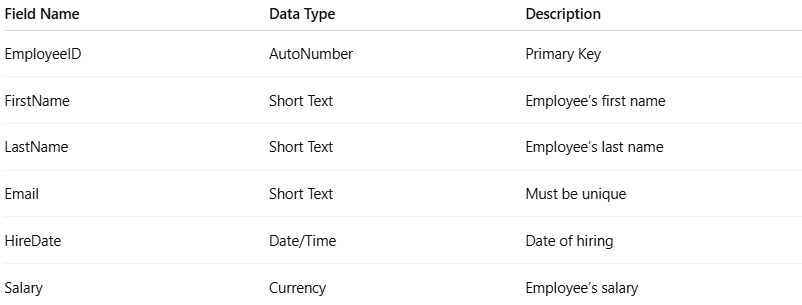 Field Name Data Type Description
EmployeeID AutoNumber Primary Key
FirstName Short Text Employee’s first name
LastName Short Text Employee’s last name
Email Short Text Must be unique
HireDate Date/Time Date of hiring
Salary Currency Employee’s salary